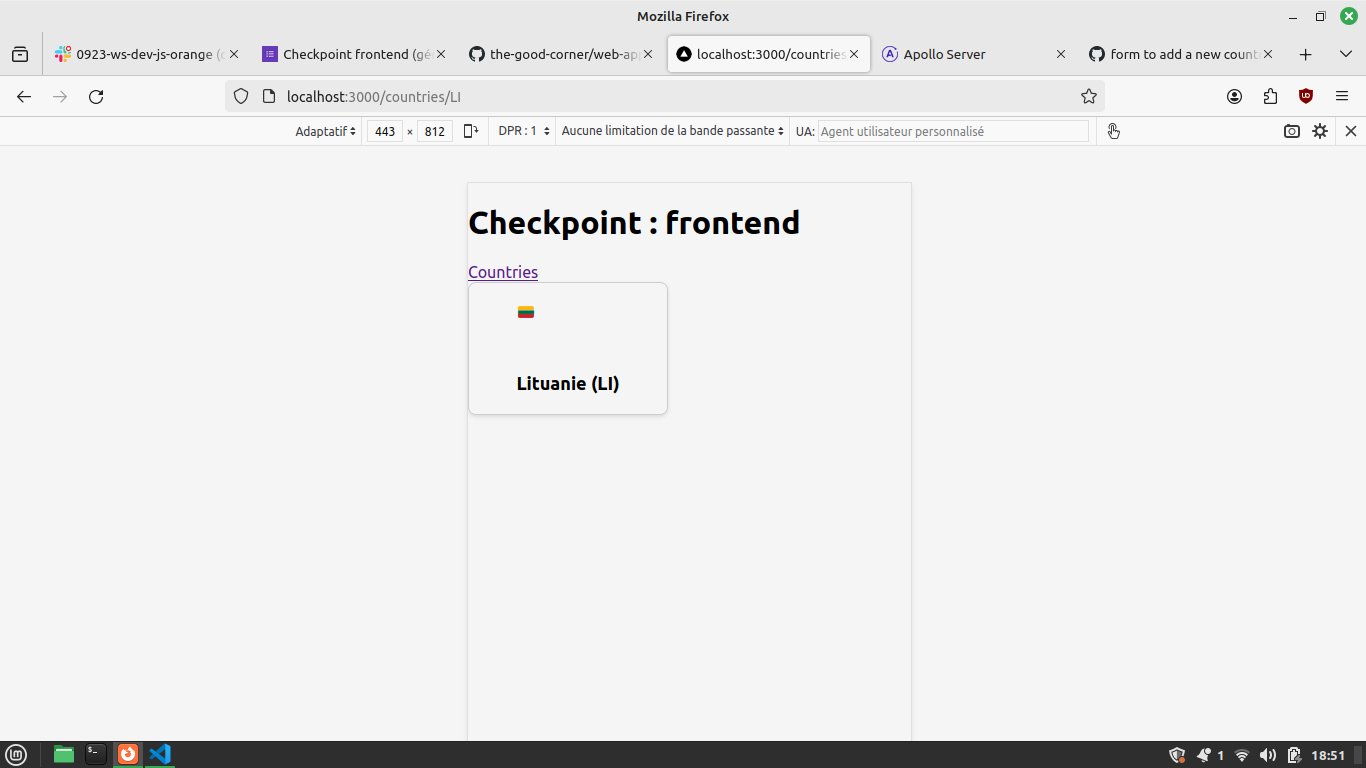 Mozilla Firefox
0923-ws-dev-js-orange (
Checkpoint frontend (gé
the-good-corner/web-ap
localhost:3000/countries
Apollo Server
form to add a new count
localhost:3000/countries/LI
Adaptatif 443 × 812 DPR : 1 Aucune limitation de la bande passante UA: Agent utilisateur personnalisé
Checkpoint : frontend
Countries
Lituanie (LI)
1 18:51